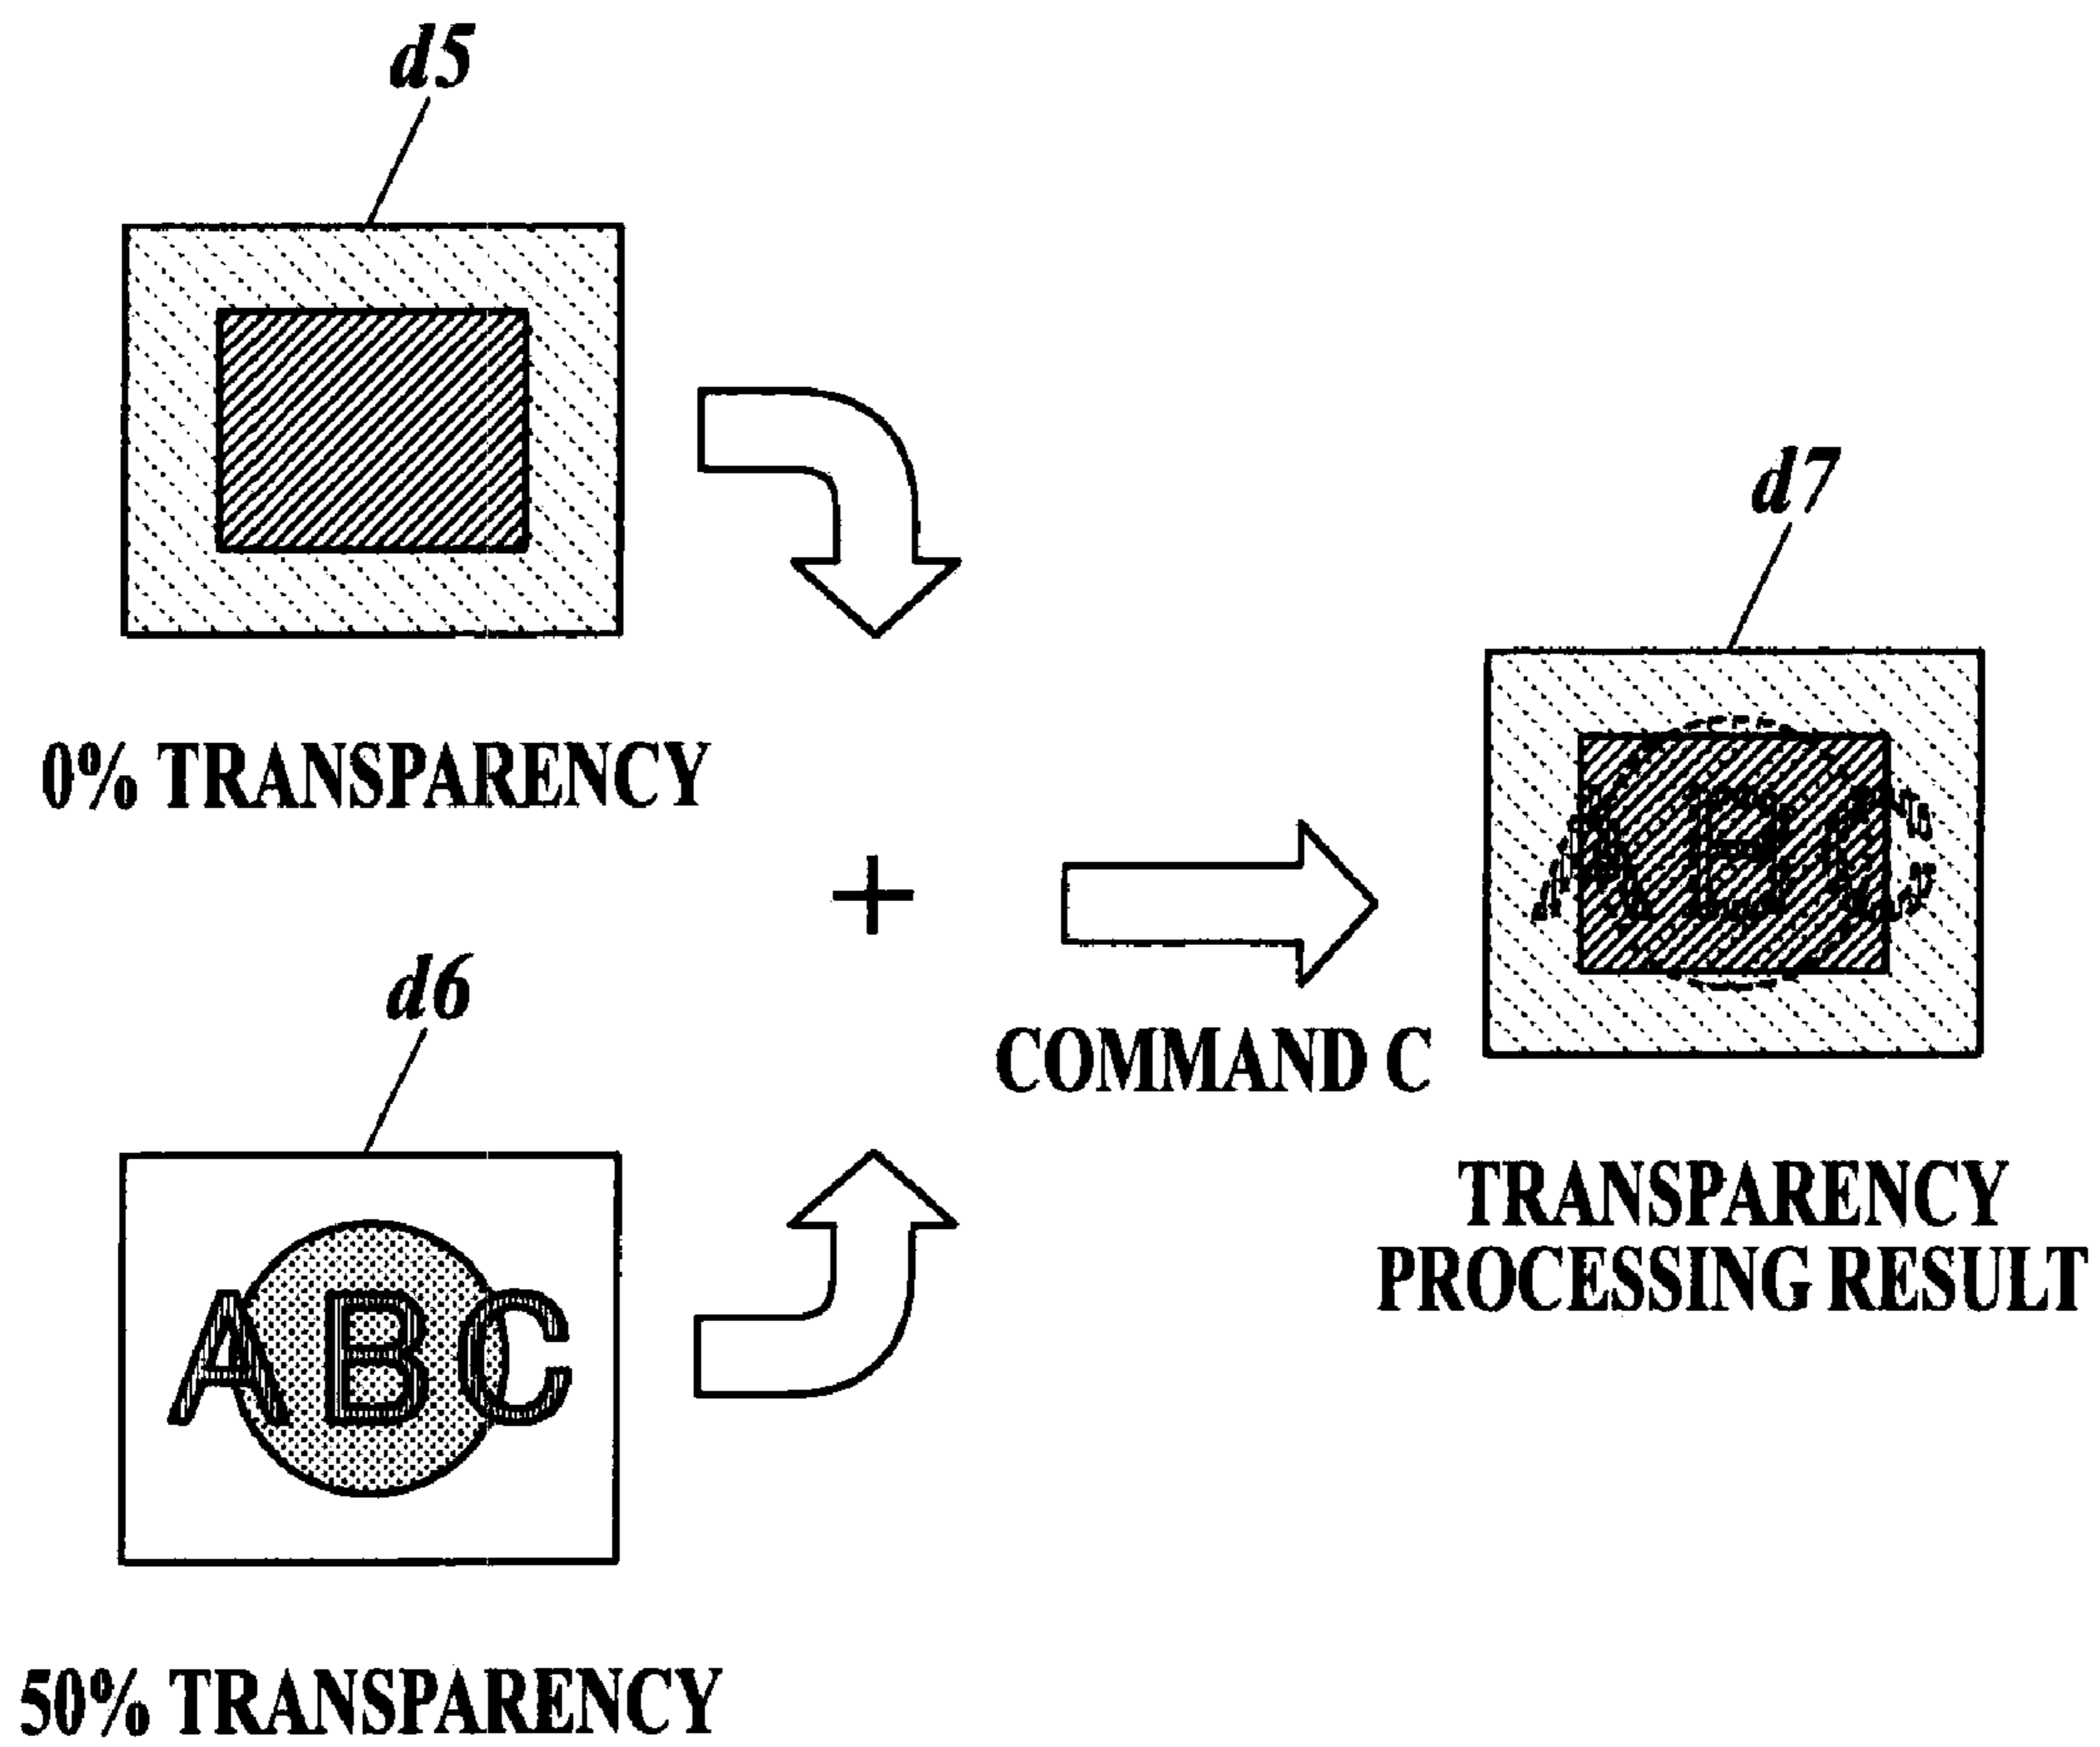 d5
0% TRANSPARENCY
d7
+
d6
COMMAND C
ABC
TRANSPARENCY
PROCESSING RESULT
50% TRANSPARENCY